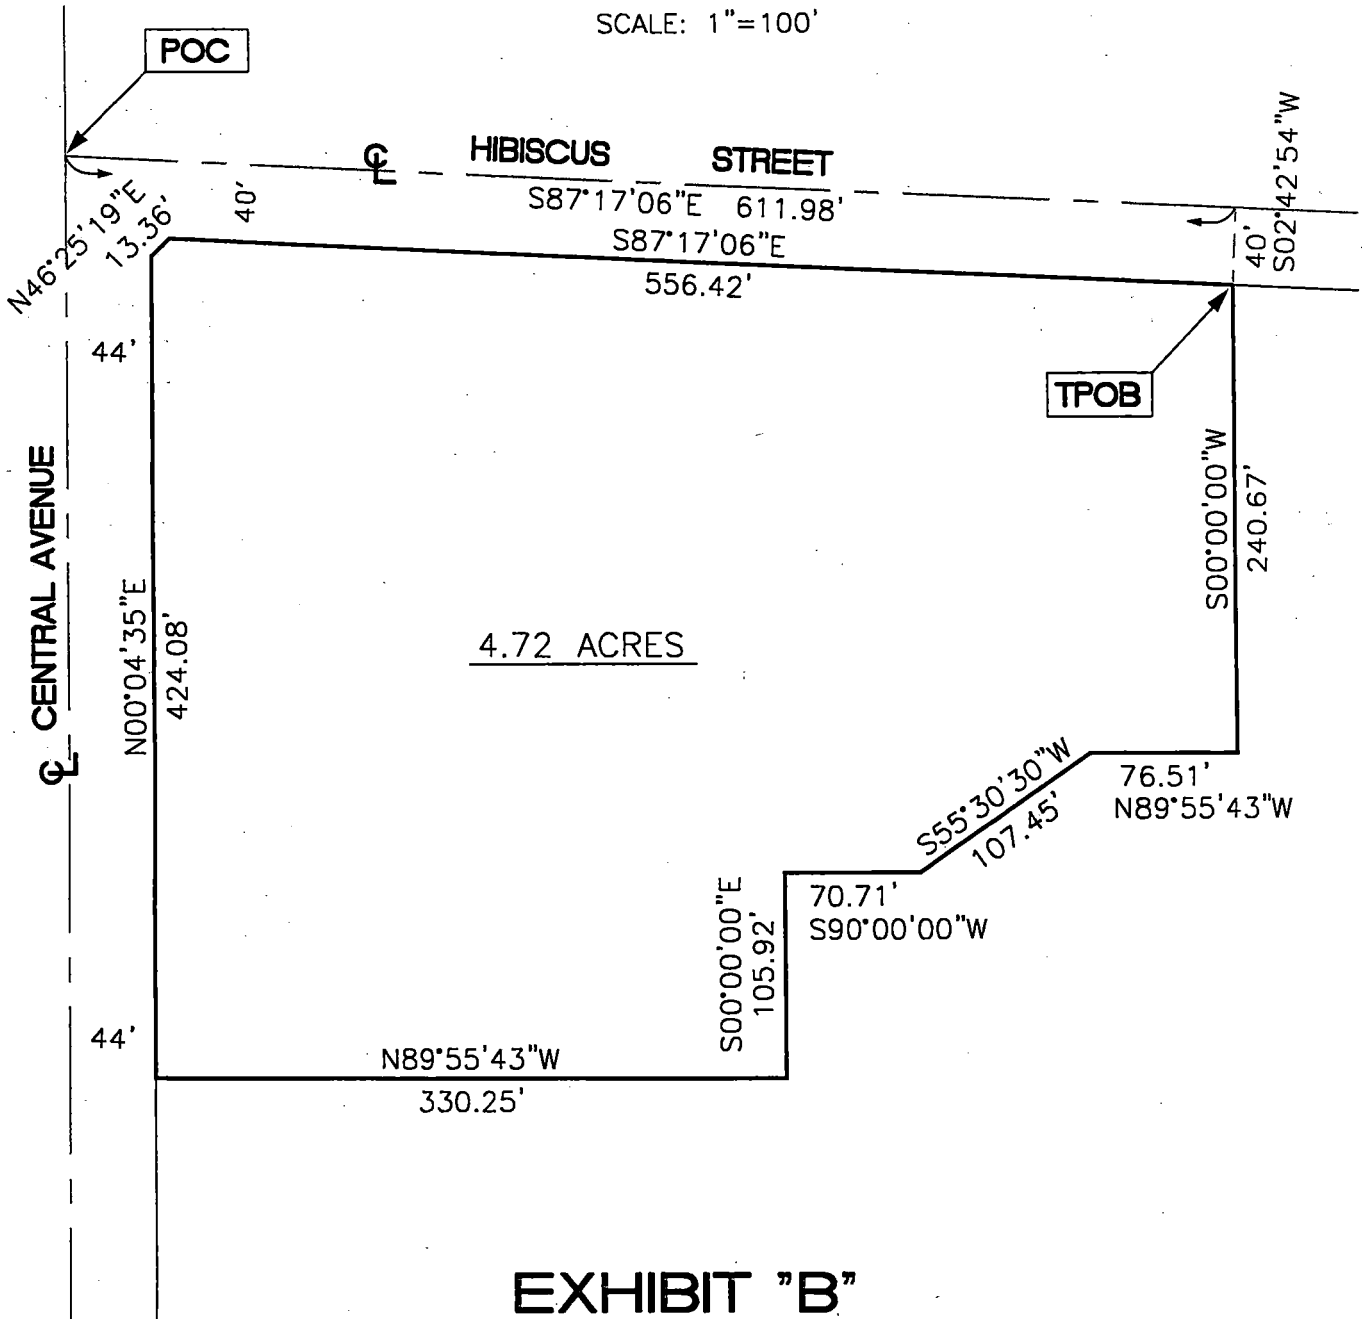 SCALE: 1"=100'
POC
℄ HIBISCUS STREET
S87°17'06"E 611.98'
S02°42'54"W
40'
N46°25'19"E
13.36'
40'
S87°17'06"E
556.42'
44'
TPOB
S00°00'00"W
240.67'
℄ CENTRAL AVENUE
N00°04'35"E
424.08'
4.72 ACRES
S55°30'30"W
107.45'
76.51'
N89°55'43"W
70.71'
S90°00'00"W
S00°00'00"E
105.92'
44'
N89°55'43"W
330.25'
EXHIBIT "B"